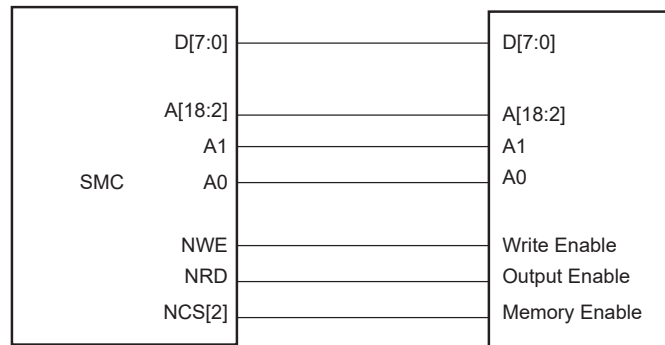 D[7:0] D[7:0]
A[18:2] A[18:2]
A1 A1
SMC A0 A0
NWE Write Enable
NRD Output Enable
NCS[2] Memory Enable